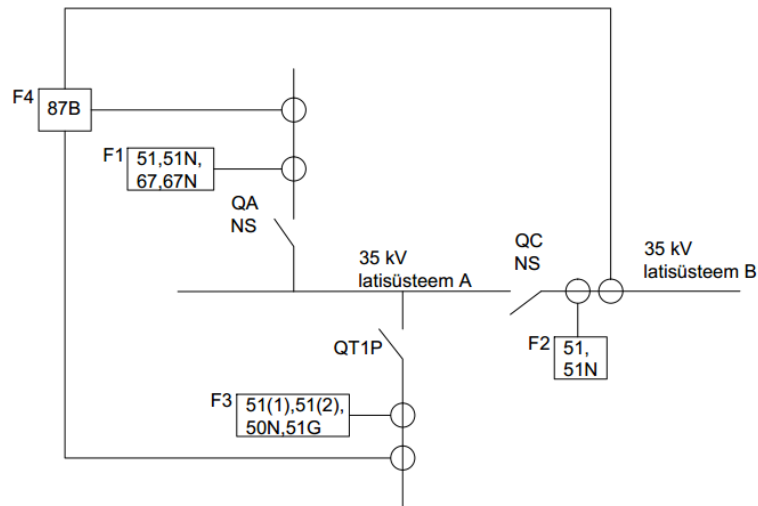 F4
87B
F1
51,51N,
67,67N
QA
NS
35 kV
latisüsteem A
QC
NS
35 kV
latisüsteem B
QT1P
F2
51,
51N
F3
51(1),51(2),
50N,51G